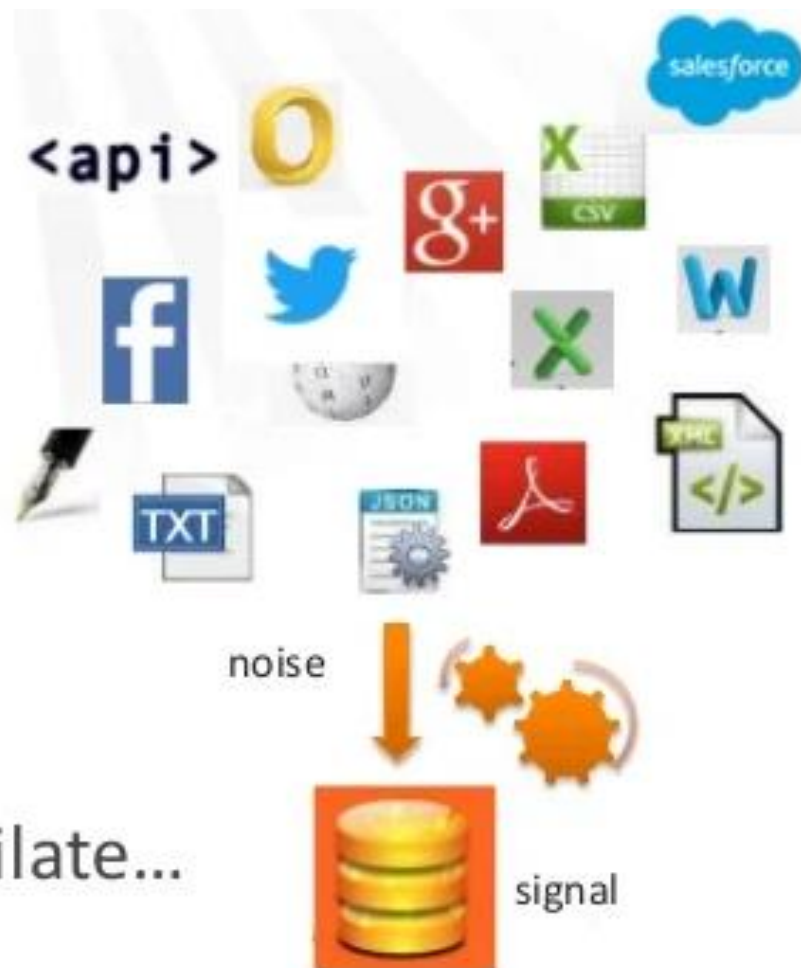 salesforce
<api>
O
X
CSV
g+
W
f
X
TXT
JSON
XML
</>
noise
ilate...
signal